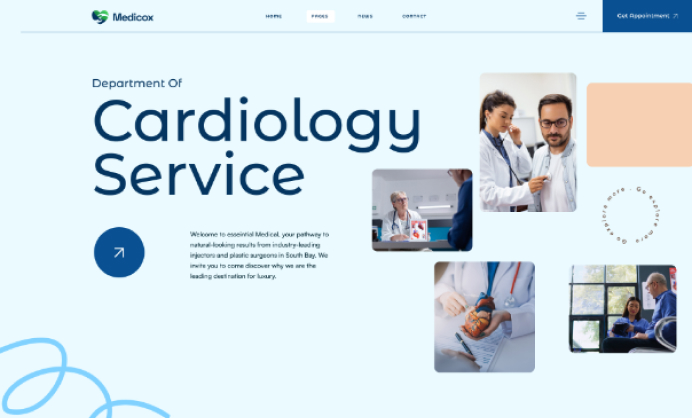 Medicox
HOME
PAGES
NEWS
CONTACT
Get Appointment
Department Of
Cardiology
Service
Welcome to esseintial Medical, your pathway to
natural-looking results from industry-leading
injectors and plastic surgeons in South Bay. We
invite you to come discover why we are the
leading destination for luxury.
Go explore more - Go explore more -